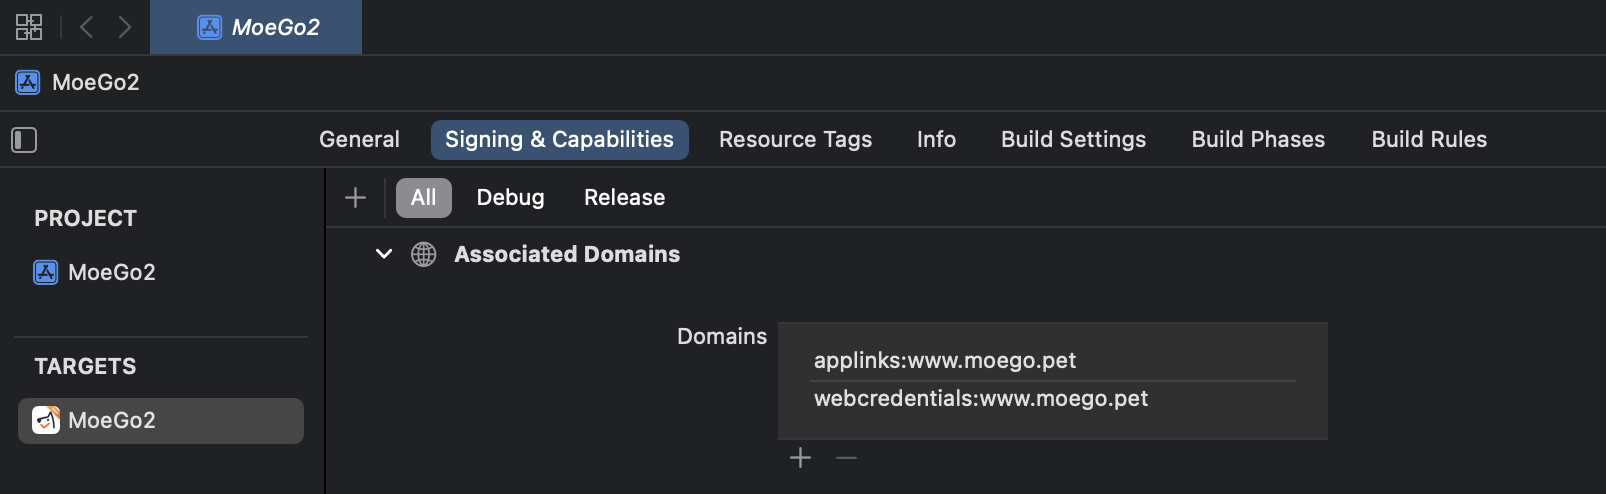 MoeGo2
MoeGo2
General Signing & Capabilities Resource Tags Info Build Settings Build Phases Build Rules
All Debug Release
PROJECT
MoeGo2
TARGETS
MoeGo2
Associated Domains
Domains
applinks:www.moego.pet
webcredentials:www.moego.pet